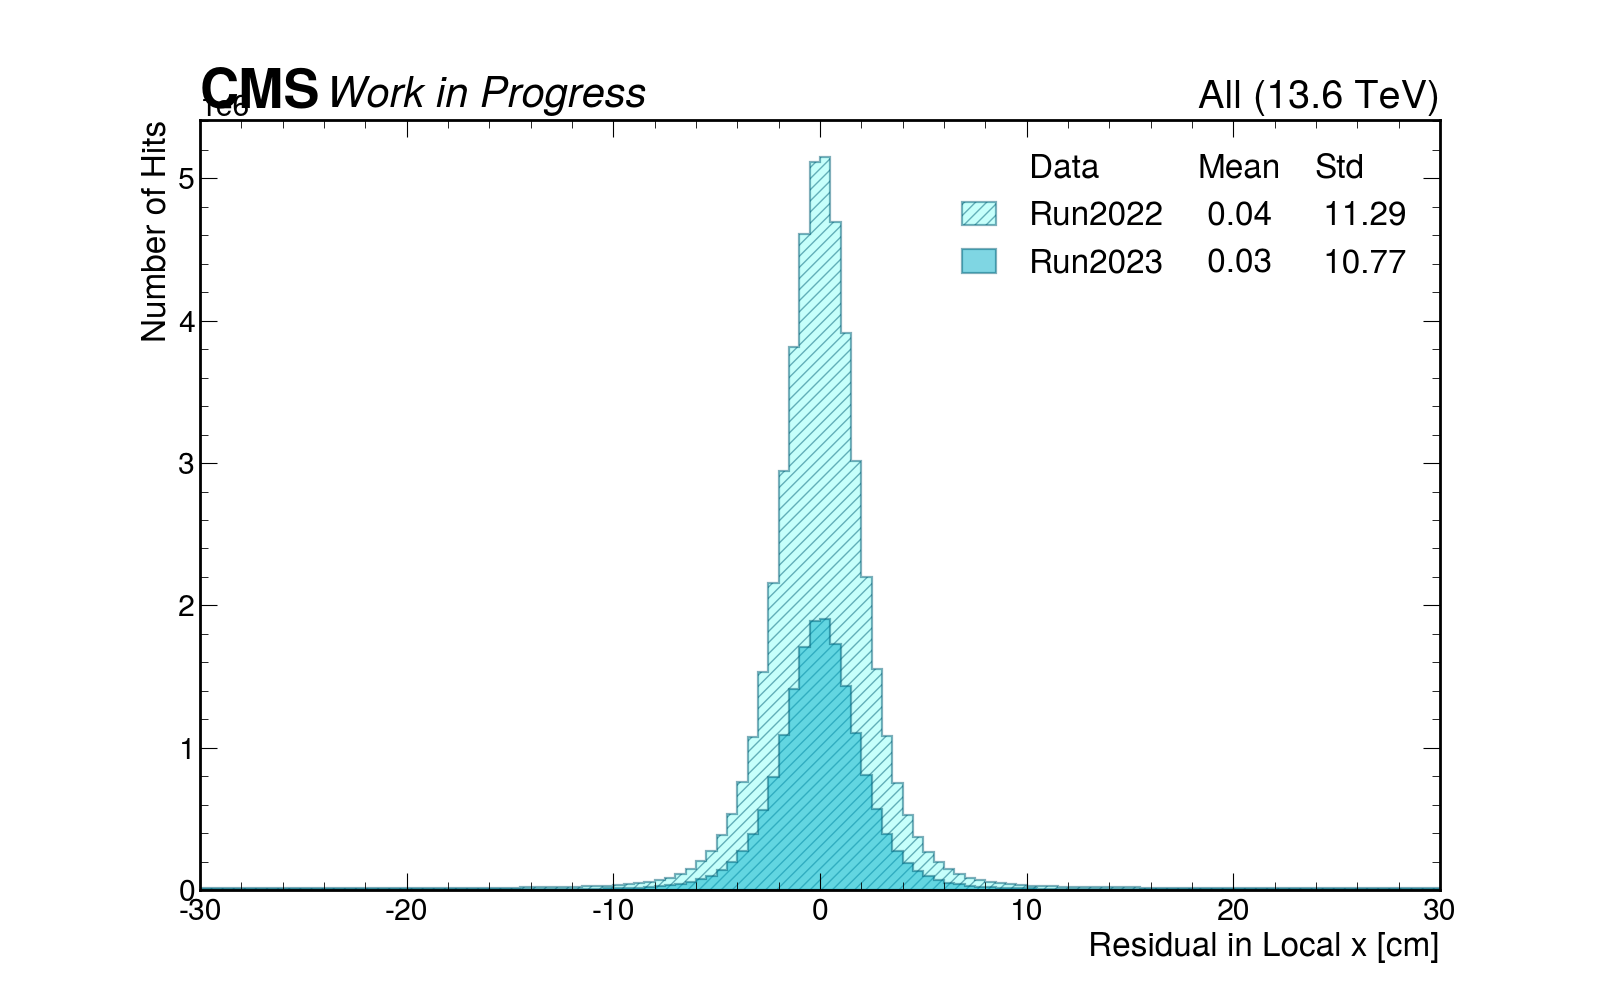 CMS Work in Progress
All (13.6 TeV)
1e6
Number of Hits
Data Mean Std
Run2022 0.04 11.29
Run2023 0.03 10.77
5
4
3
2
1
0
-30 -20 -10 0 10 20 30
Residual in Local x [cm]